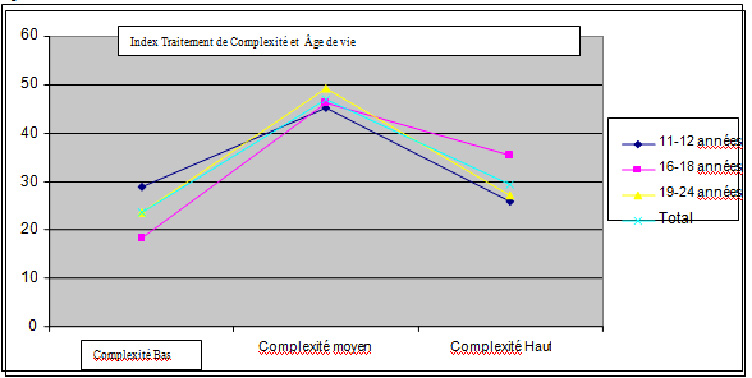 Index Traitement de Complexité et Âge de vie
60
50
40
30
20
10
0
Complexité Bas
Complexité moyen
Complexité Haut
11-12 années
16-18 années
19-24 années
Total